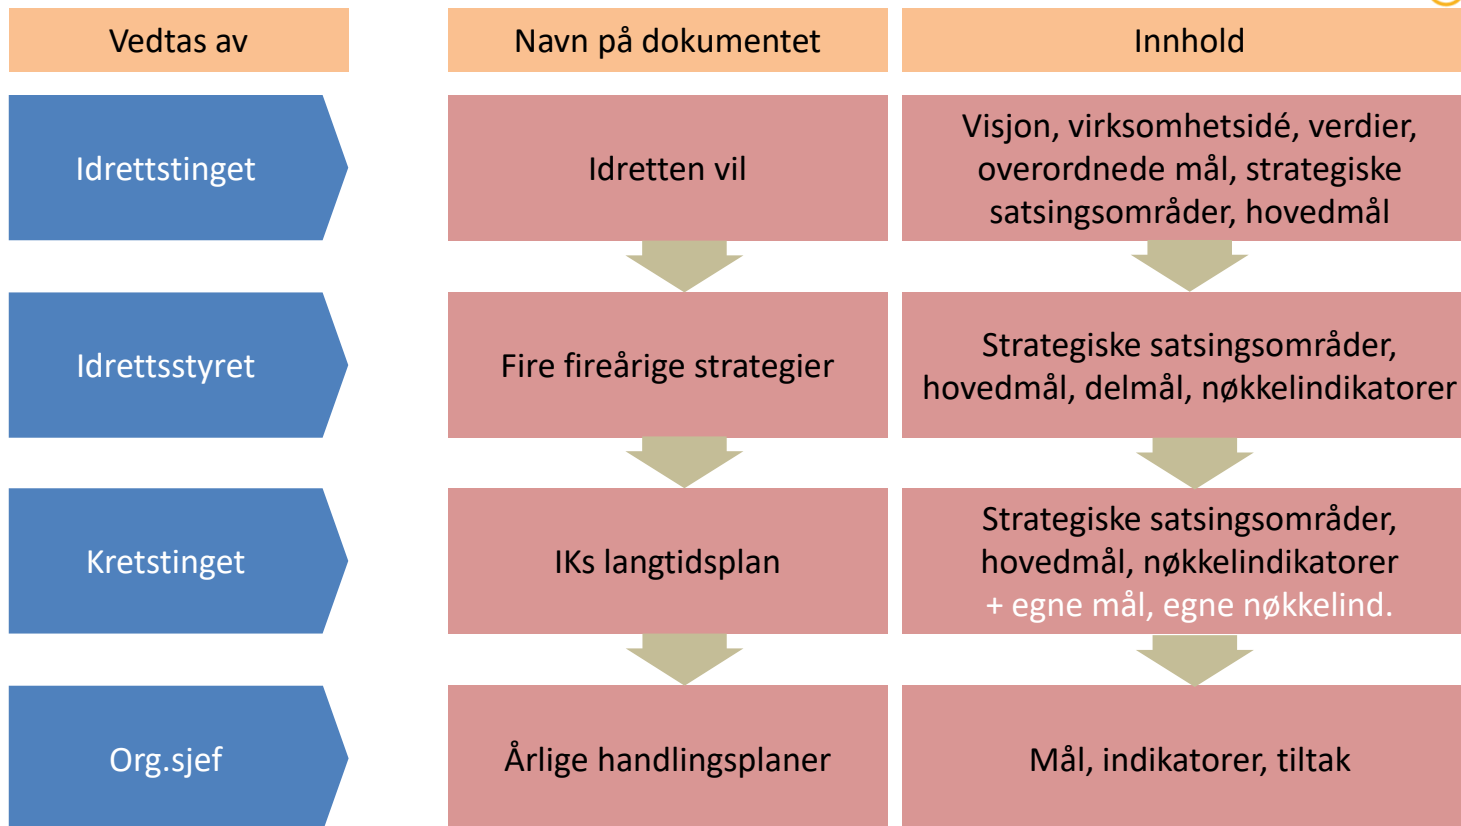 Vedtas av
Navn på dokumentet
Innhold
Idrettstinget
Idretten vil
Visjon, virksomhetsidé, verdier,
overordnede mål, strategiske
satsingsområder, hovedmål
Idrettsstyret
Fire fireårige strategier
Strategiske satsingsområder,
hovedmål, delmål, nøkkelindikatorer
Kretstinget
IKs langtidsplan
Strategiske satsingsområder,
hovedmål, nøkkelindikatorer
+ egne mål, egne nøkkelind.
Org.sjef
Årlige handlingsplaner
Mål, indikatorer, tiltak